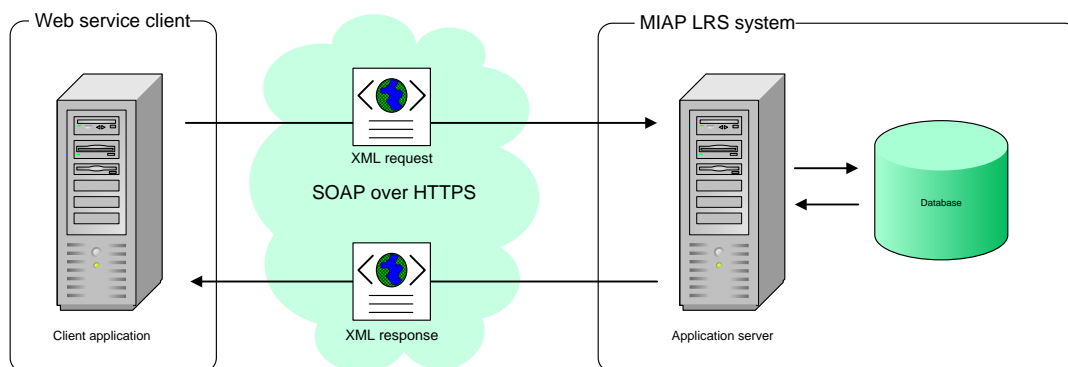 Web service client
MIAP LRS system
XML request
SOAP over HTTPS
Database
Client application
XML response
Application server